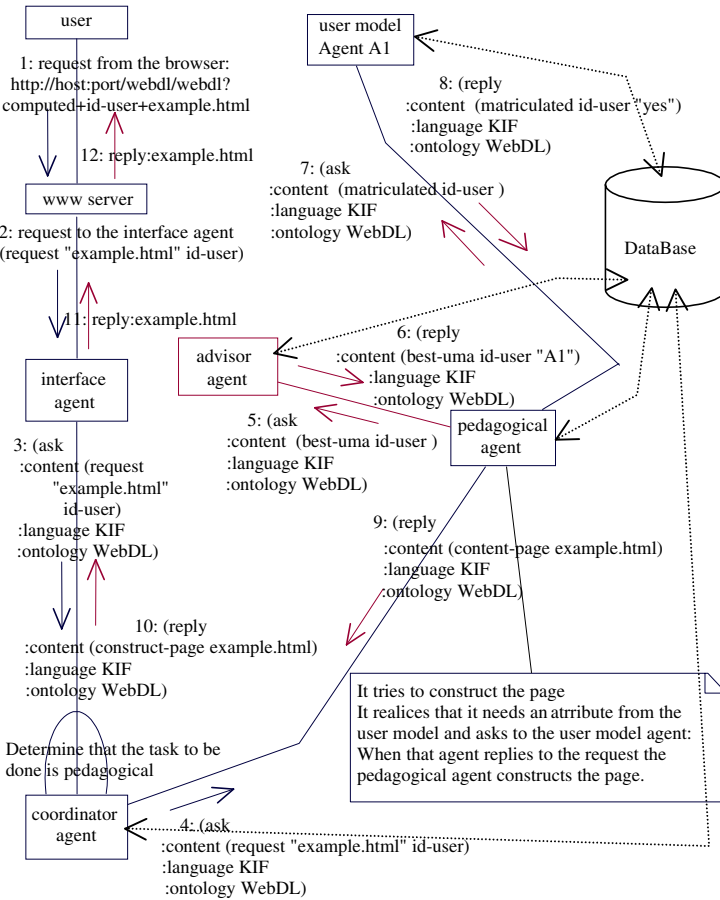 user
1: request from the browser:
http://host:port/webdl/webdl?
computed+id-user+example.html
12: reply:example.html
www server
2: request to the interface agent
(request "example.html" id-user)
11: reply:example.html
interface
agent
3: (ask
:content (request
"example.html"
id-user)
:language KIF
:ontology WebDL)
10: (reply
:content (construct-page example.html)
:language KIF
:ontology WebDL)
Determine that the task to be
done is pedagogical
coordinator
agent
4: (ask
:content (request "example.html" id-user)
:language KIF
:ontology WebDL)
user model
Agent A1
8: (reply
:content (matriculated id-user "yes")
:language KIF
:ontology WebDL)
7: (ask
:content (matriculated id-user )
:language KIF
:ontology WebDL)
DataBase
6: (reply
:content (best-uma id-user "A1")
:language KIF
:ontology WebDL)
advisor
agent
5: (ask
:content (best-uma id-user )
:language KIF
:ontology WebDL)
pedagogical
agent
9: (reply
:content (content-page example.html)
:language KIF
:ontology WebDL)
It tries to construct the page
It realices that it needs an atrribute from the
user model and asks to the user model agent:
When that agent replies to the request the
pedagogical agent constructs the page.